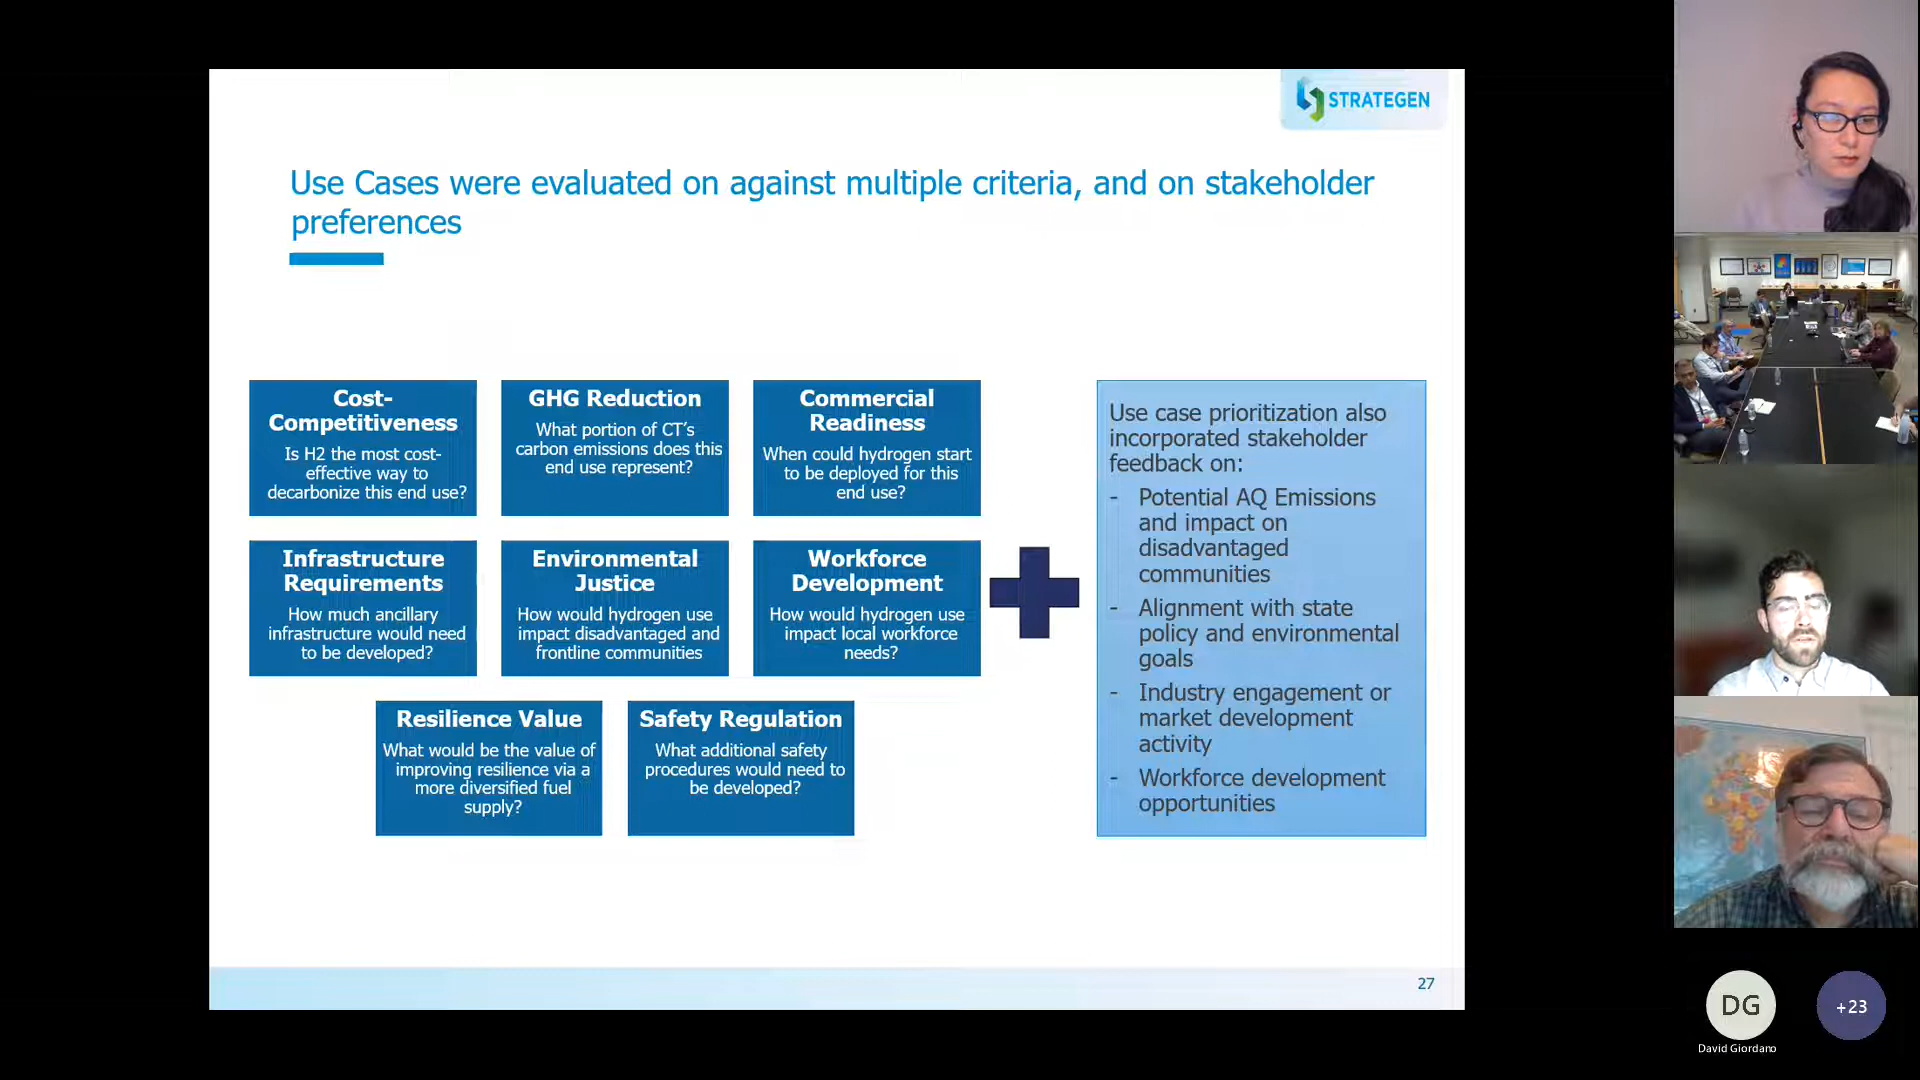 STRATEGEN
Use Cases were evaluated on against multiple criteria, and on stakeholder
preferences
Cost-
Competitiveness
Is H2 the most cost-
effective way to
decarbonize this end use?
GHG Reduction
What portion of CT's
carbon emissions does this
end use represent?
Commercial
Readiness
When could hydrogen start
to be deployed for this
end use?
Infrastructure
Requirements
How much ancillary
infrastructure would need
to be developed?
Environmental
Justice
How would hydrogen use
impact disadvantaged and
frontline communities
Workforce
Development
How would hydrogen use
impact local workforce
needs?
Resilience Value
What would be the value of
improving resilience via a
more diversified fuel
supply?
Safety Regulation
What additional safety
procedures would need to
be developed?
Use case prioritization also
incorporated stakeholder
feedback on:
- Potential AQ Emissions
and impact on
disadvantaged
communities
- Alignment with state
policy and environmental
goals
- Industry engagement or
market development
activity
- Workforce development
opportunities
27
DG
+23
David Giordano